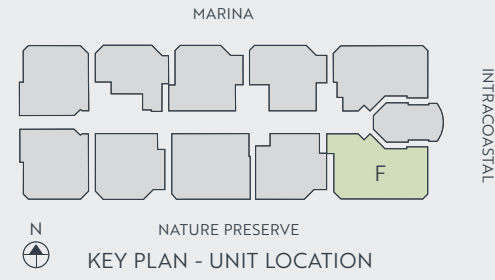 MARINA
INTRACOASTAL
F
N
NATURE PRESERVE
KEY PLAN - UNIT LOCATION